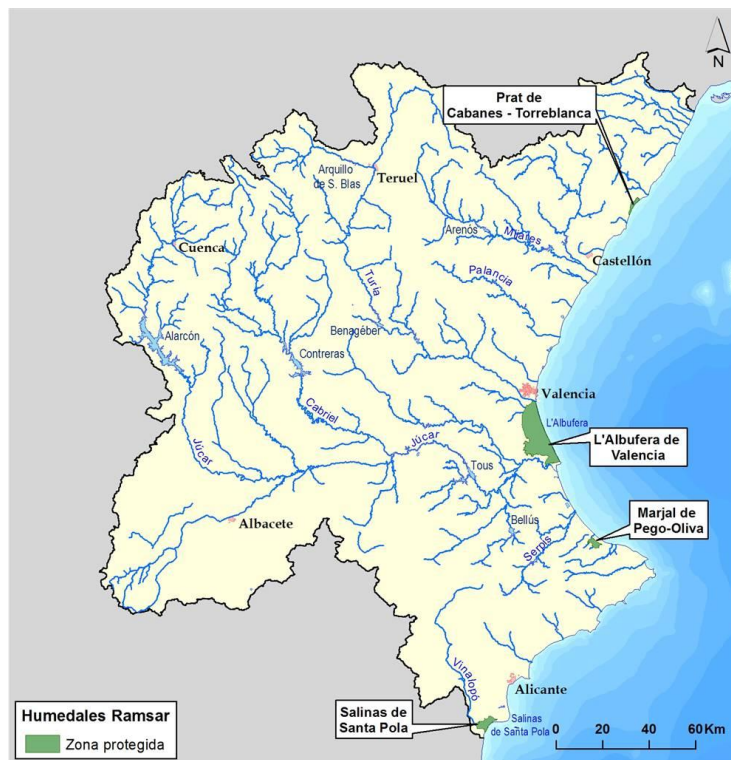 N
Prat de
Cabanes - Torreblanca
Arquillo
de S. Blas
Teruel
Arenós
Mijares
Cuenca
Castellón
Palancia
Turia
Alarcón
Benagéber
Contreras
Valencia
Cabriel
L'Albufera
L'Albufera de
Valencia
Júcar
Júcar
Tous
Albacete
Bellús
Marjal de
Pego-Oliva
Serpis
Vinalopó
Alicante
Salinas de
Santa Pola
Salinas
de Santa Pola
Humedales Ramsar
Zona protegida
0 20 40 60 Km